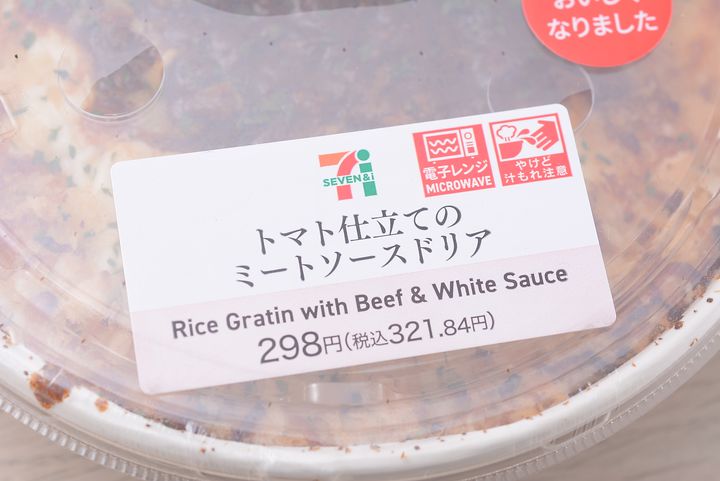 なりました
SEVEN&i
電子レンジ
MICROWAVE
やけど
汁もれ注意
トマト仕立ての
ミートソースドリア
Rice Gratin with Beef & White Sauce
298円(税込321.84円)